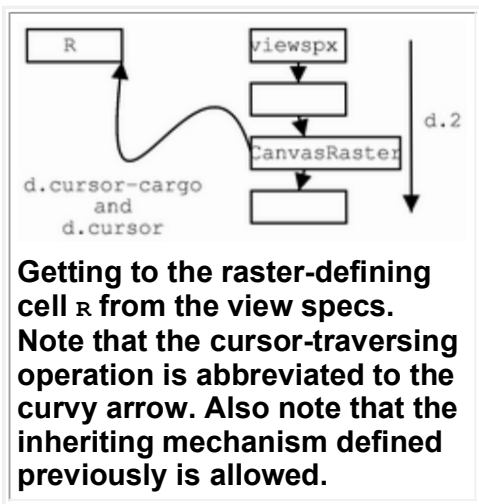 R
viewspx
CanvasRaster
d.2
d.cursor-cargo
and
d.cursor
Getting to the raster-defining
cell R from the view specs.
Note that the cursor-traversing
operation is abbreviated to the
curvy arrow. Also note that the
inheriting mechanism defined
previously is allowed.